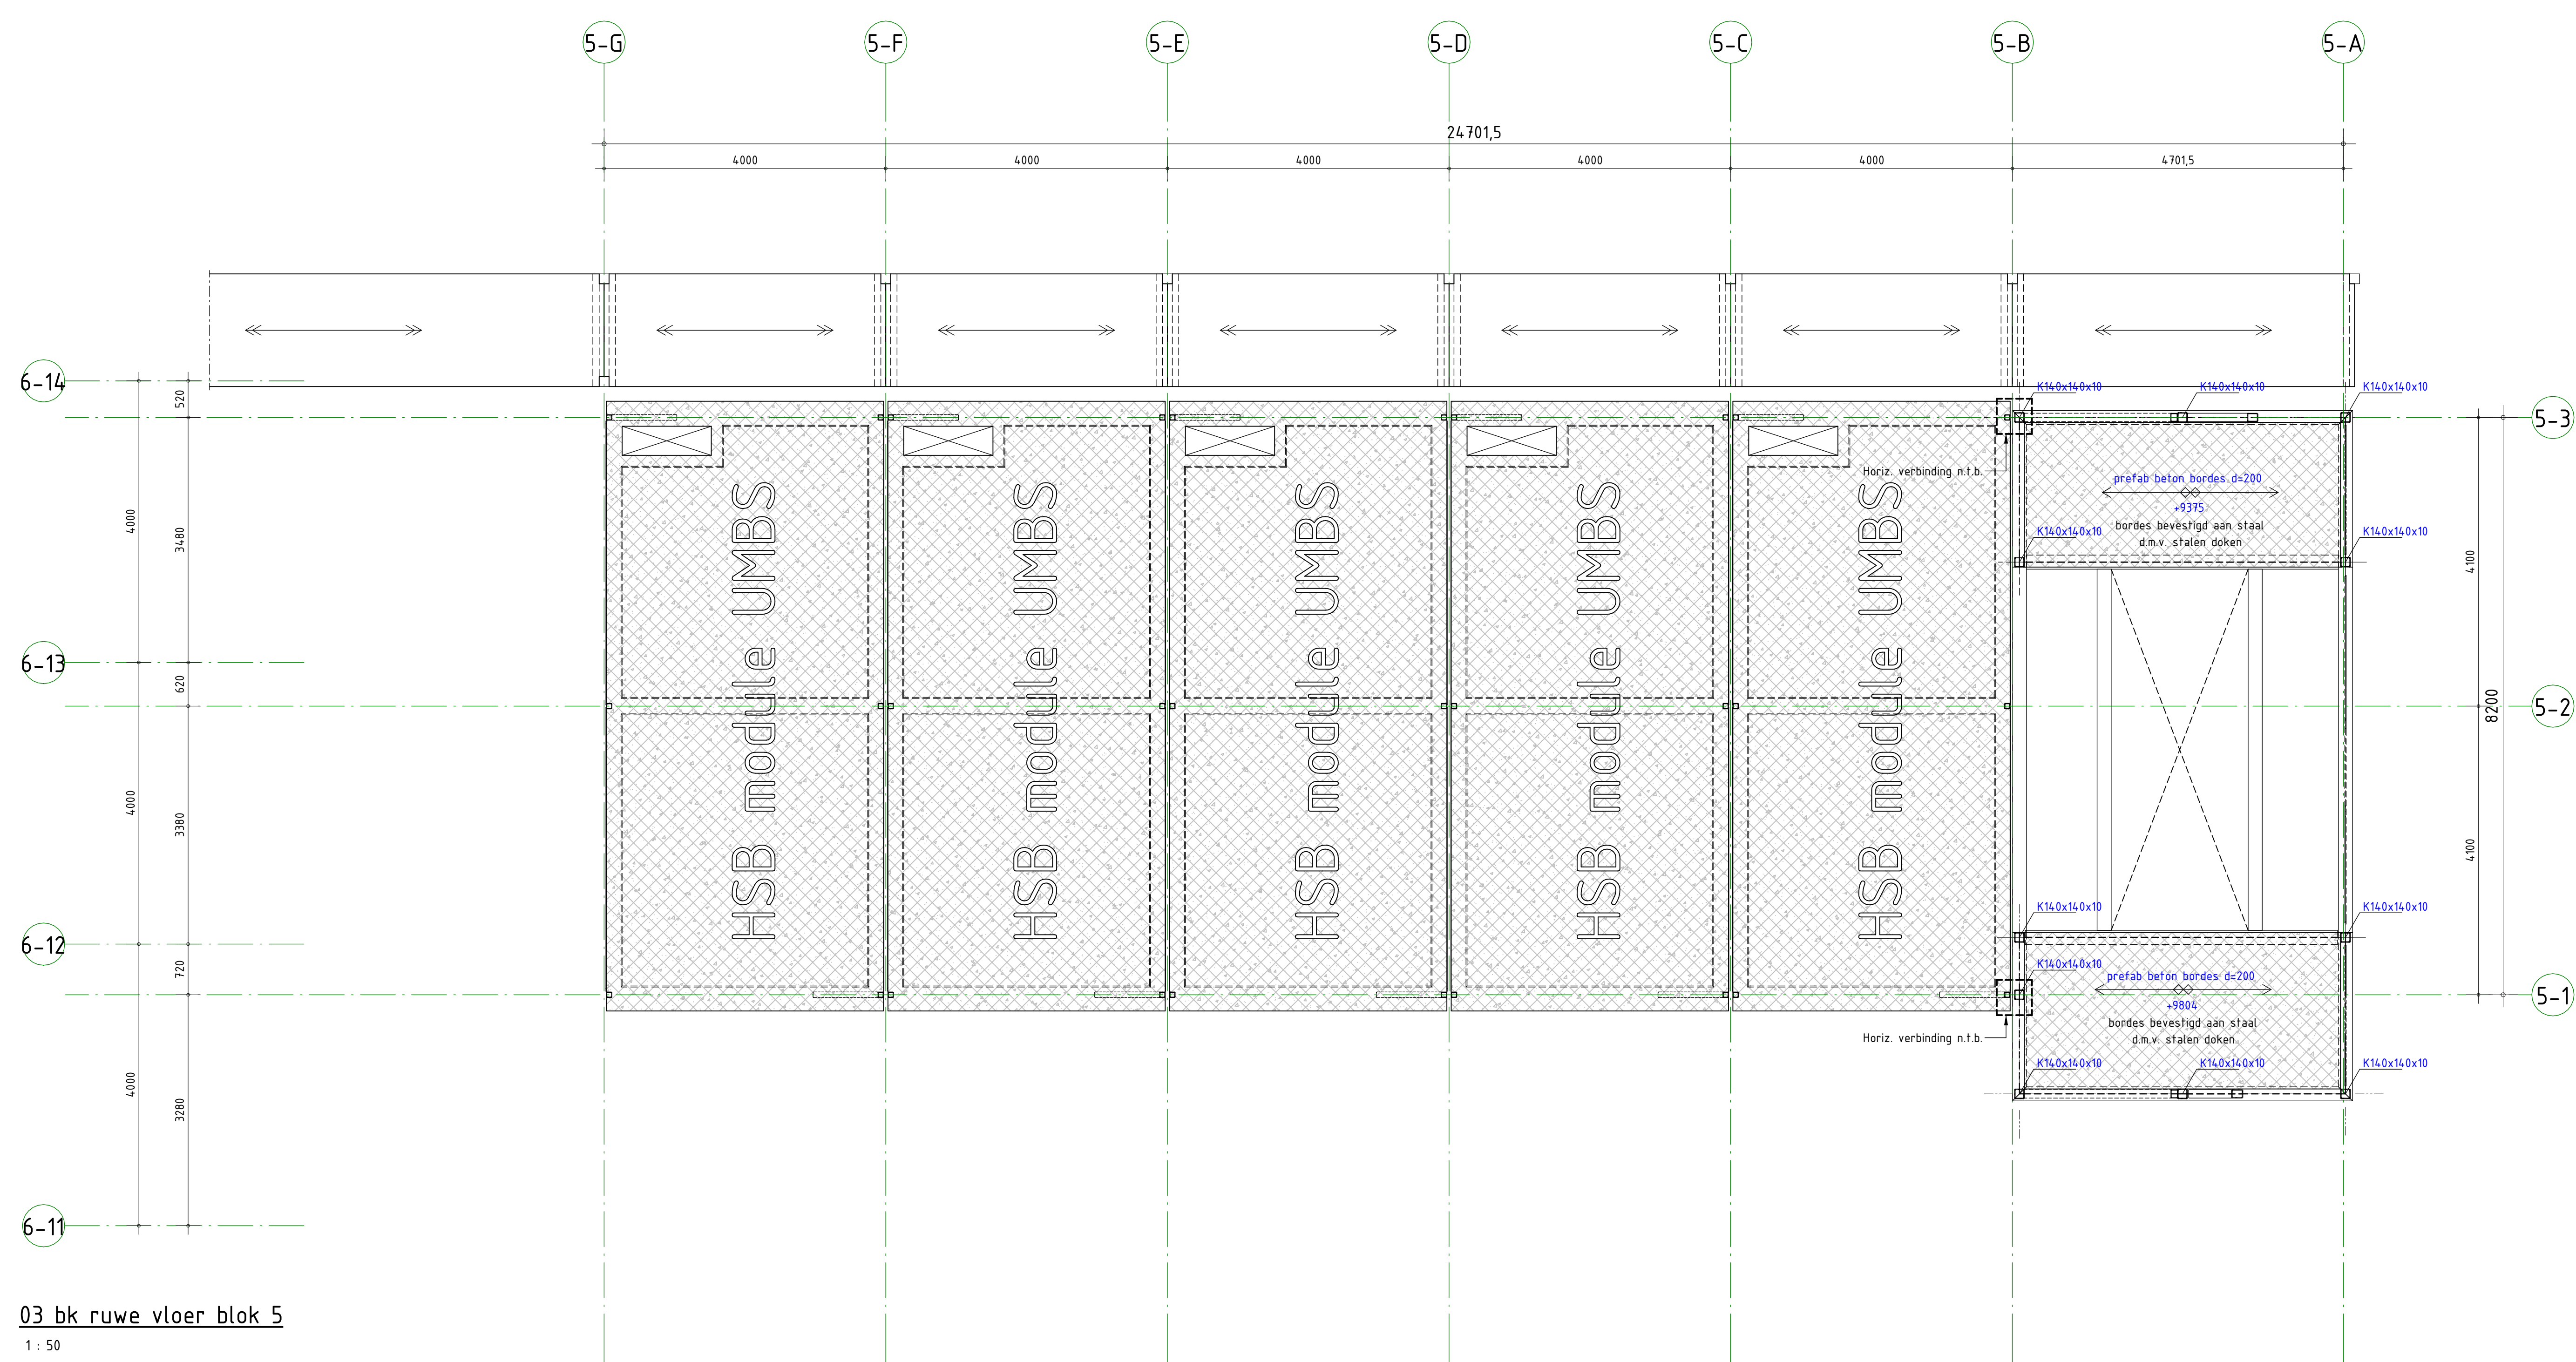 5-G
5-F
5-E
5-D
5-C
5-B
5-A
24701,5
4000
4000
4000
4000
4000
4701,5
6-14
6-13
6-12
6-11
520
3480
620
3380
720
3280
4000
4000
4000
K140x140x10
K140x140x10
K140x140x10
5-3
Horiz. verbinding n.t.b.
prefab beton bordes d=200
+9375
bordes bevestigd aan staal
d.m.v. stalen doken
K140x140x10
K140x140x10
HSB module UMBS
HSB module UMBS
HSB module UMBS
HSB module UMBS
HSB module UMBS
4100
8200
4100
5-2
K140x140x10
K140x140x10
K140x140x10
prefab beton bordes d=200
+9804
bordes bevestigd aan staal
d.m.v. stalen doken
5-1
Horiz. verbinding n.t.b.
K140x140x10
K140x140x10
K140x140x10
03 bk ruwe vloer blok 5
1 : 50